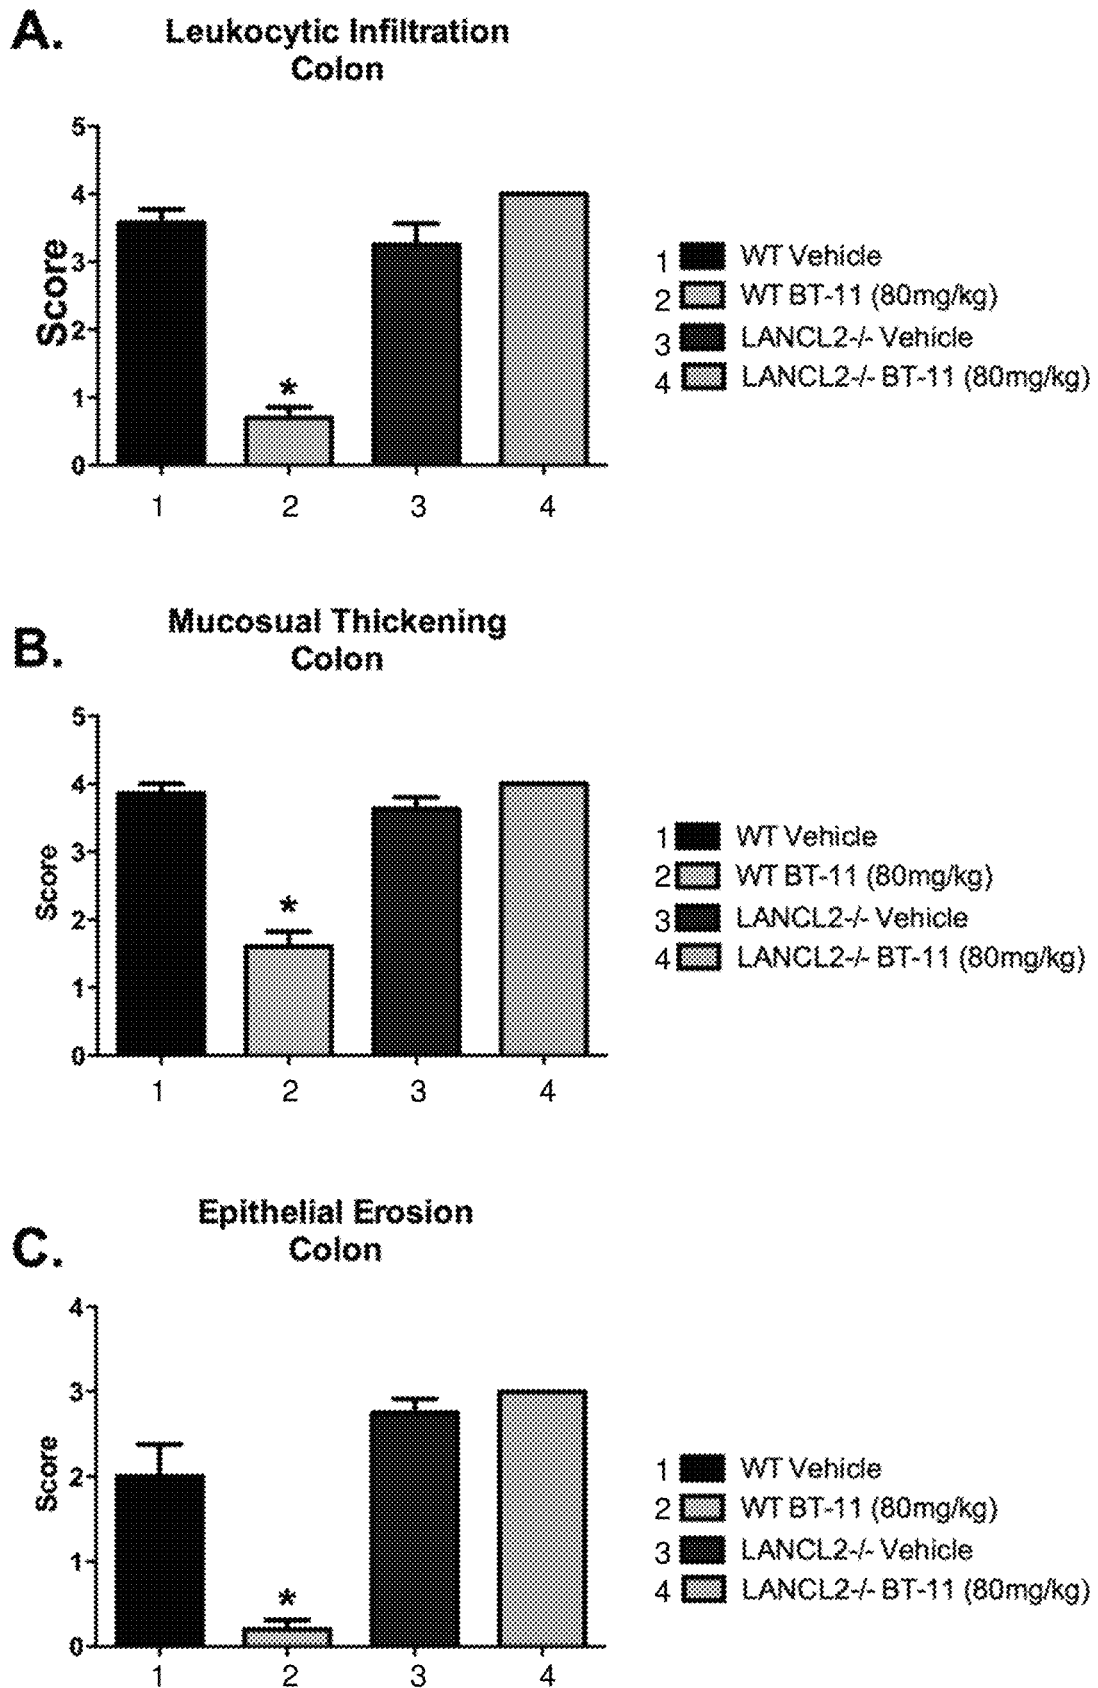 A.
Leukocytic Infiltration
Colon
5
4
3
2
1
0
Score
*
1 2 3 4
1 WT Vehicle
2 WT BT-11 (80mg/kg)
3 LANCL2-/- Vehicle
4 LANCL2-/- BT-11 (80mg/kg)
B.
Mucosual Thickening
Colon
5
4
3
2
1
0
Score
*
1 2 3 4
1 WT Vehicle
2 WT BT-11 (80mg/kg)
3 LANCL2-/- Vehicle
4 LANCL2-/- BT-11 (80mg/kg)
C.
Epithelial Erosion
Colon
4
3
2
1
0
Score
*
1 2 3 4
1 WT Vehicle
2 WT BT-11 (80mg/kg)
3 LANCL2-/- Vehicle
4 LANCL2-/- BT-11 (80mg/kg)